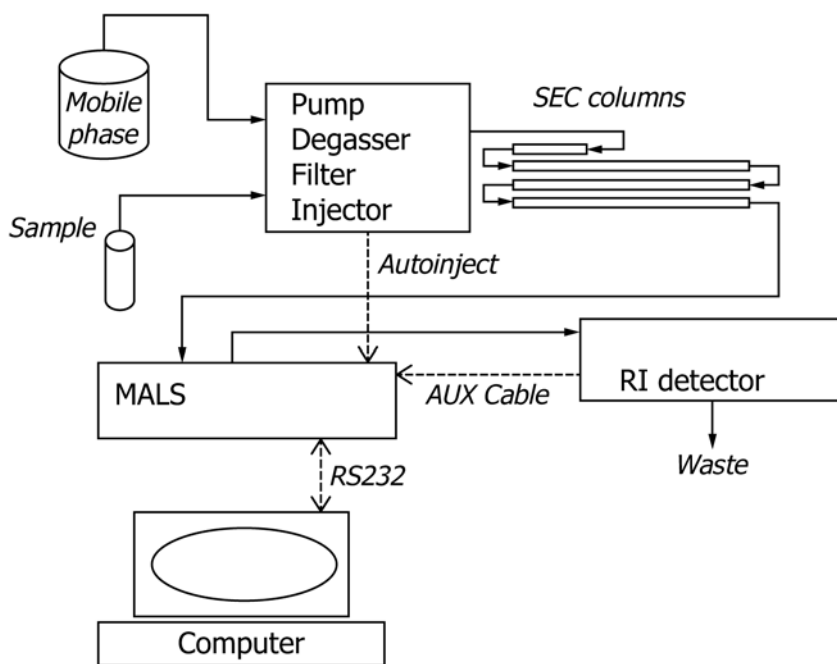 Mobile
phase
Pump
Degasser
Filter
Injector
SEC columns
Sample
Autoinject
MALS
AUX Cable
RI detector
Waste
RS232
Computer